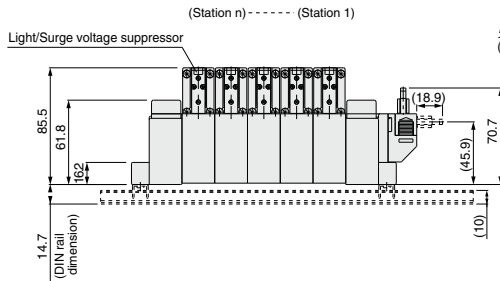 (Station n) (Station 1)
Light/Surge voltage suppressor
(18.9)
85.5
61.8
16.2
(45.9)
70.7
14.7
(DIN rail
dimension)
(10)